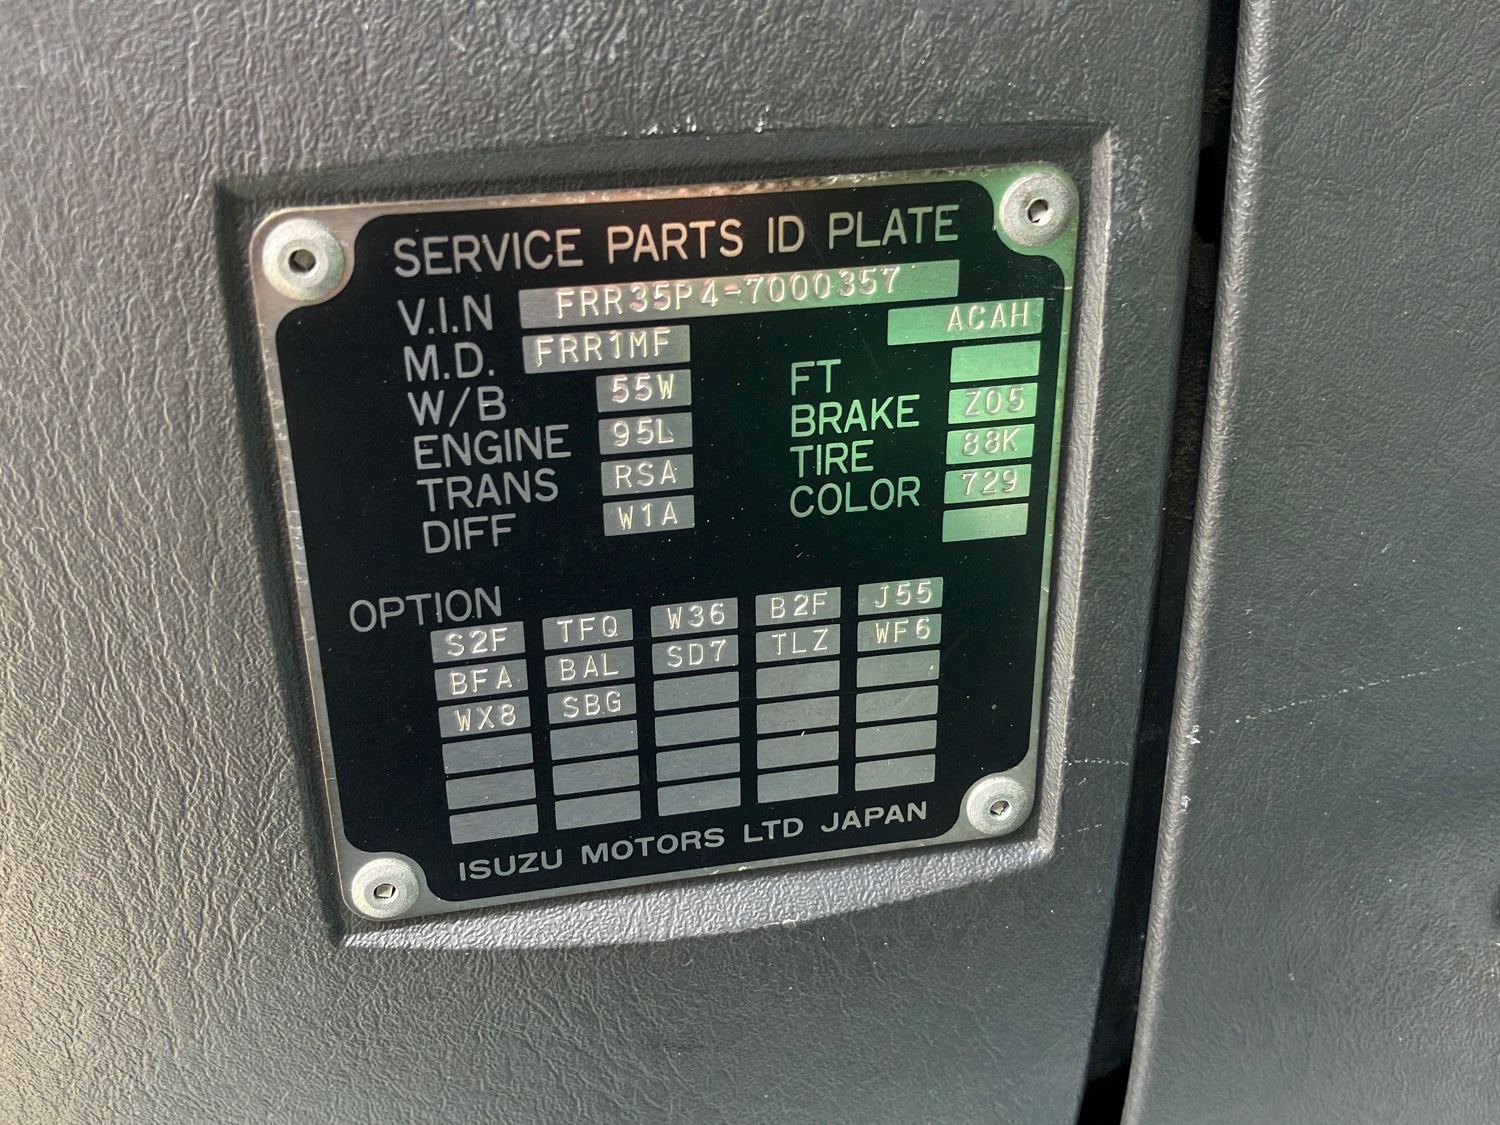 SERVICE PARTS ID PLATE
V.I.N FRR35P4-7000357
M.D. FRR1MF ACAH
W/B 55W FT
ENGINE 95L BRAKE Z05
TRANS RSA TIRE 88K
DIFF W1A COLOR 729
OPTION
S2F TFQ W36 B2F J55
BFA BAL SD7 TLZ WF6
WX8 SBG
ISUZU MOTORS LTD JAPAN